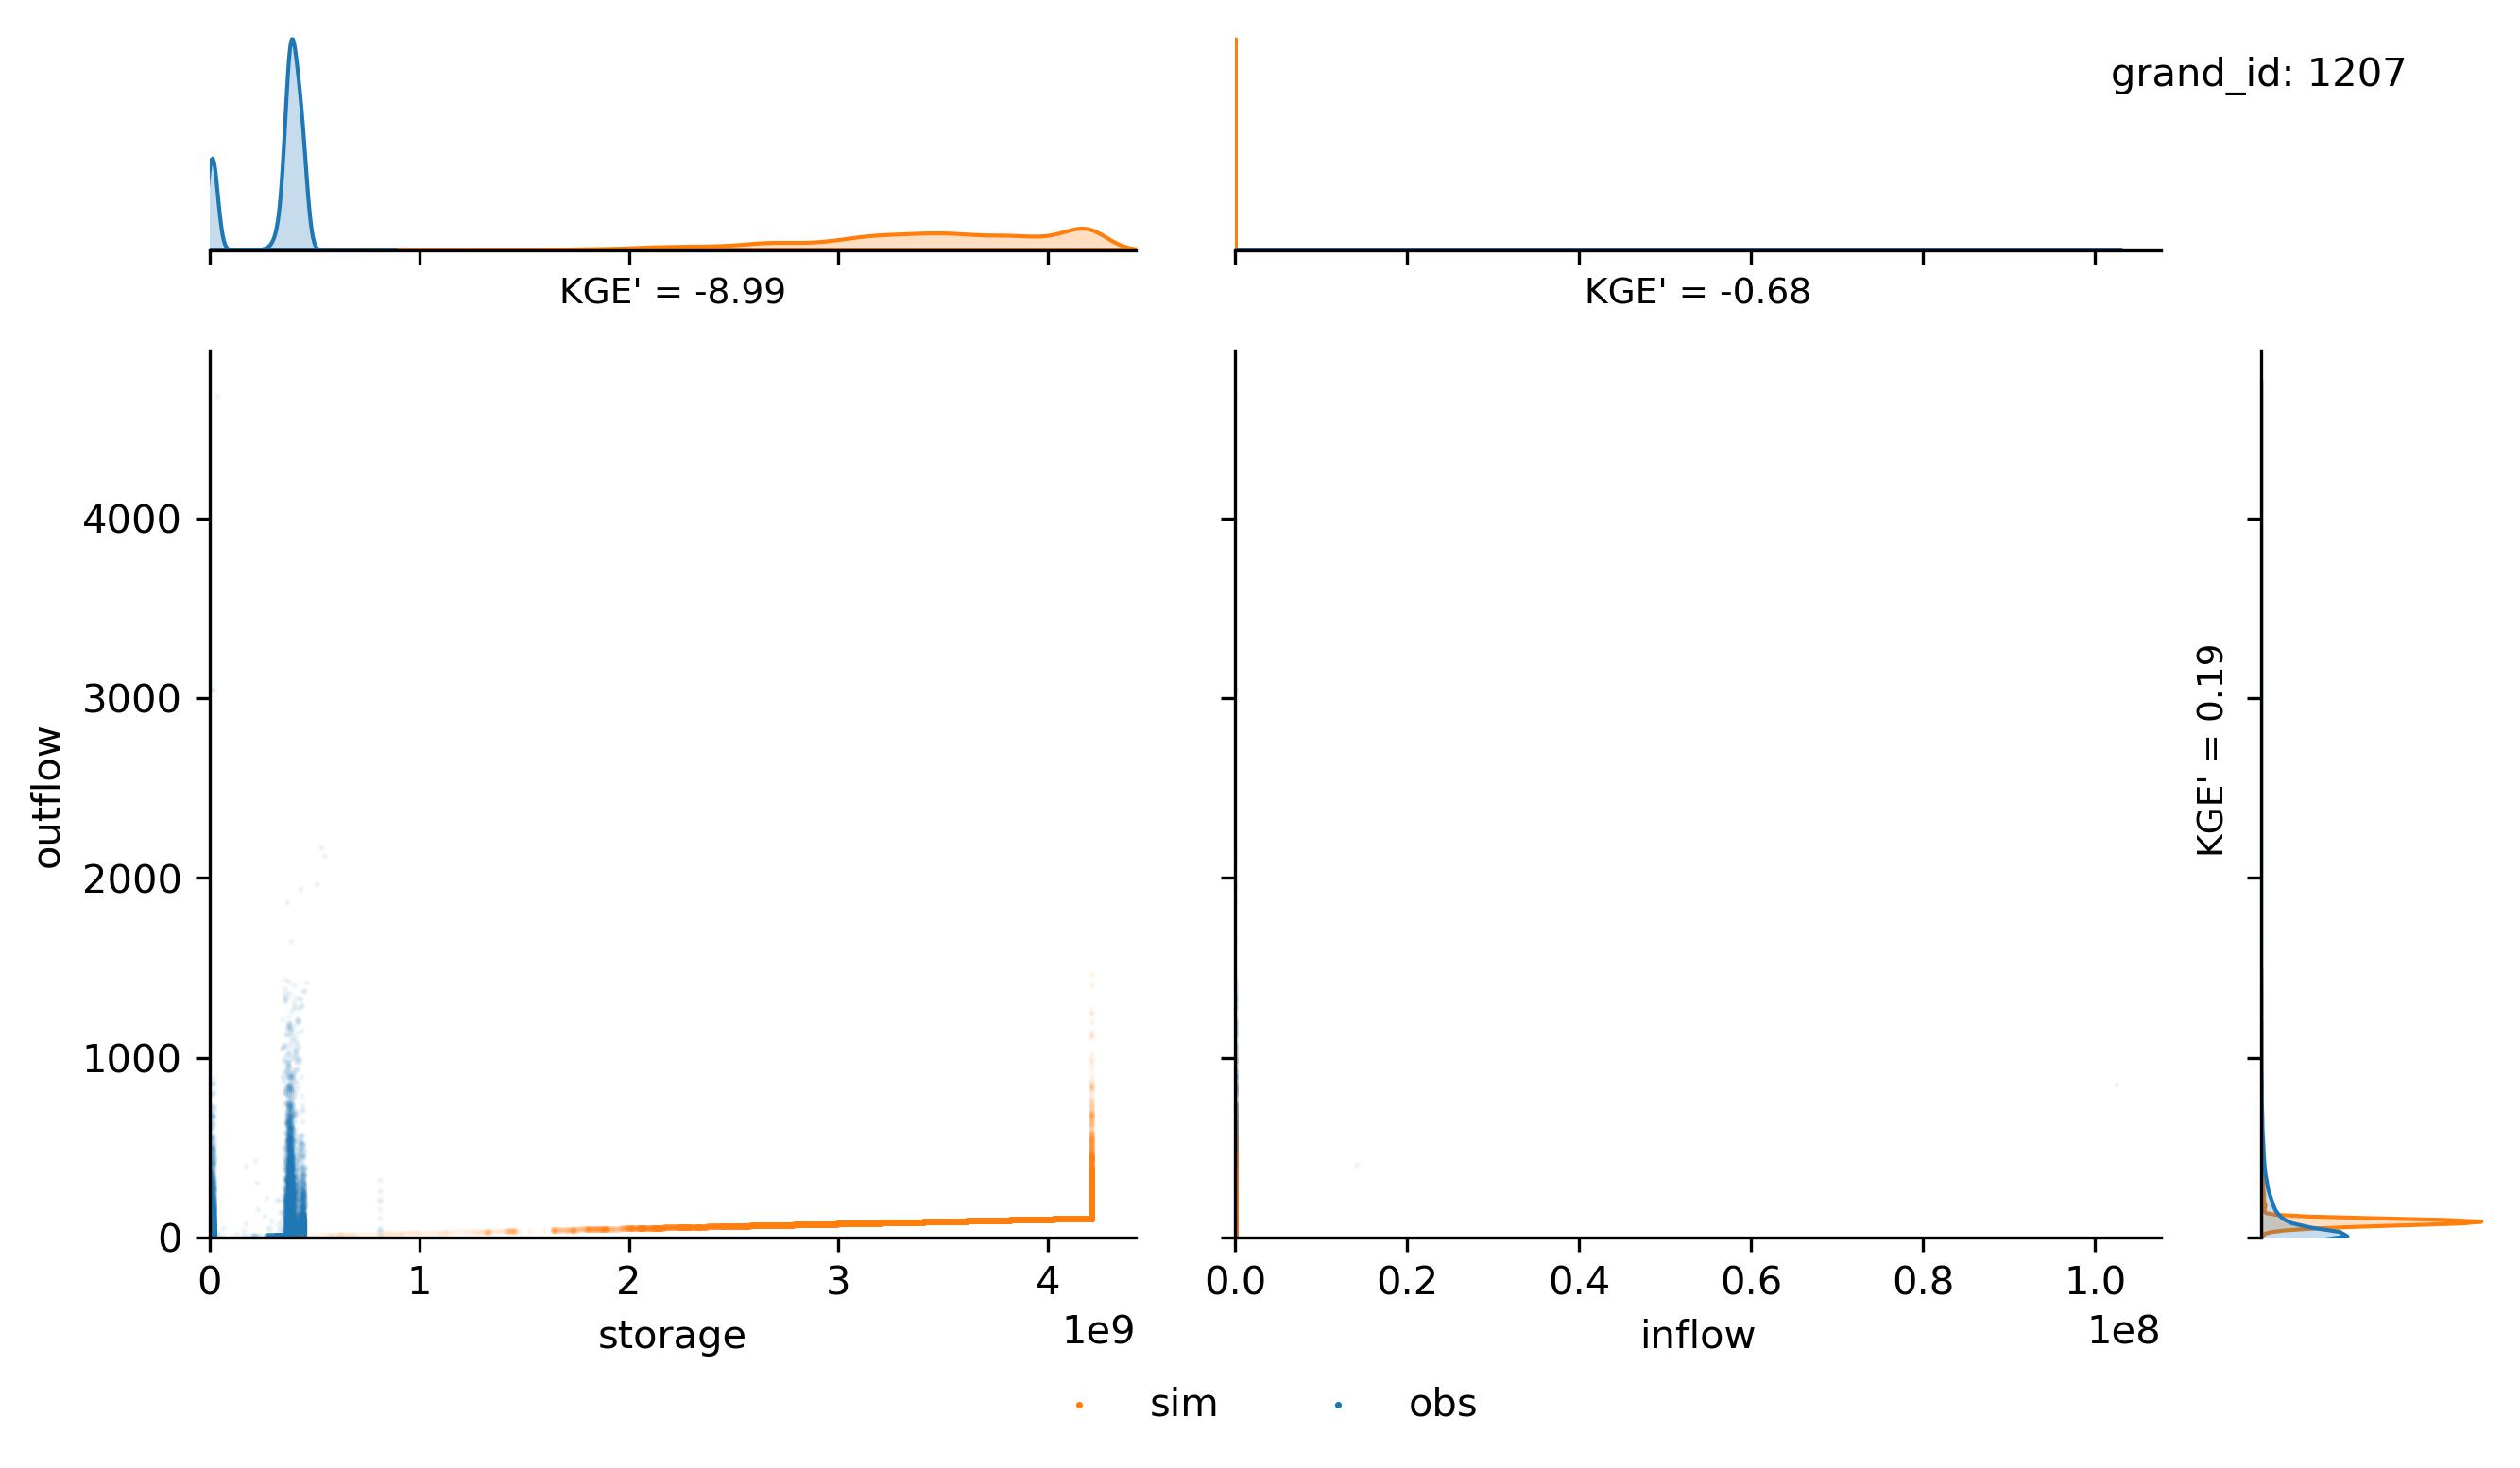 grand_id: 1207
KGE' = -8.99
KGE' = -0.68
outflow
4000
3000
2000
1000
0
KGE' = 0.19
0 1 2 3 4
1e9
storage
0.0 0.2 0.4 0.6 0.8 1.0
1e8
inflow
sim obs